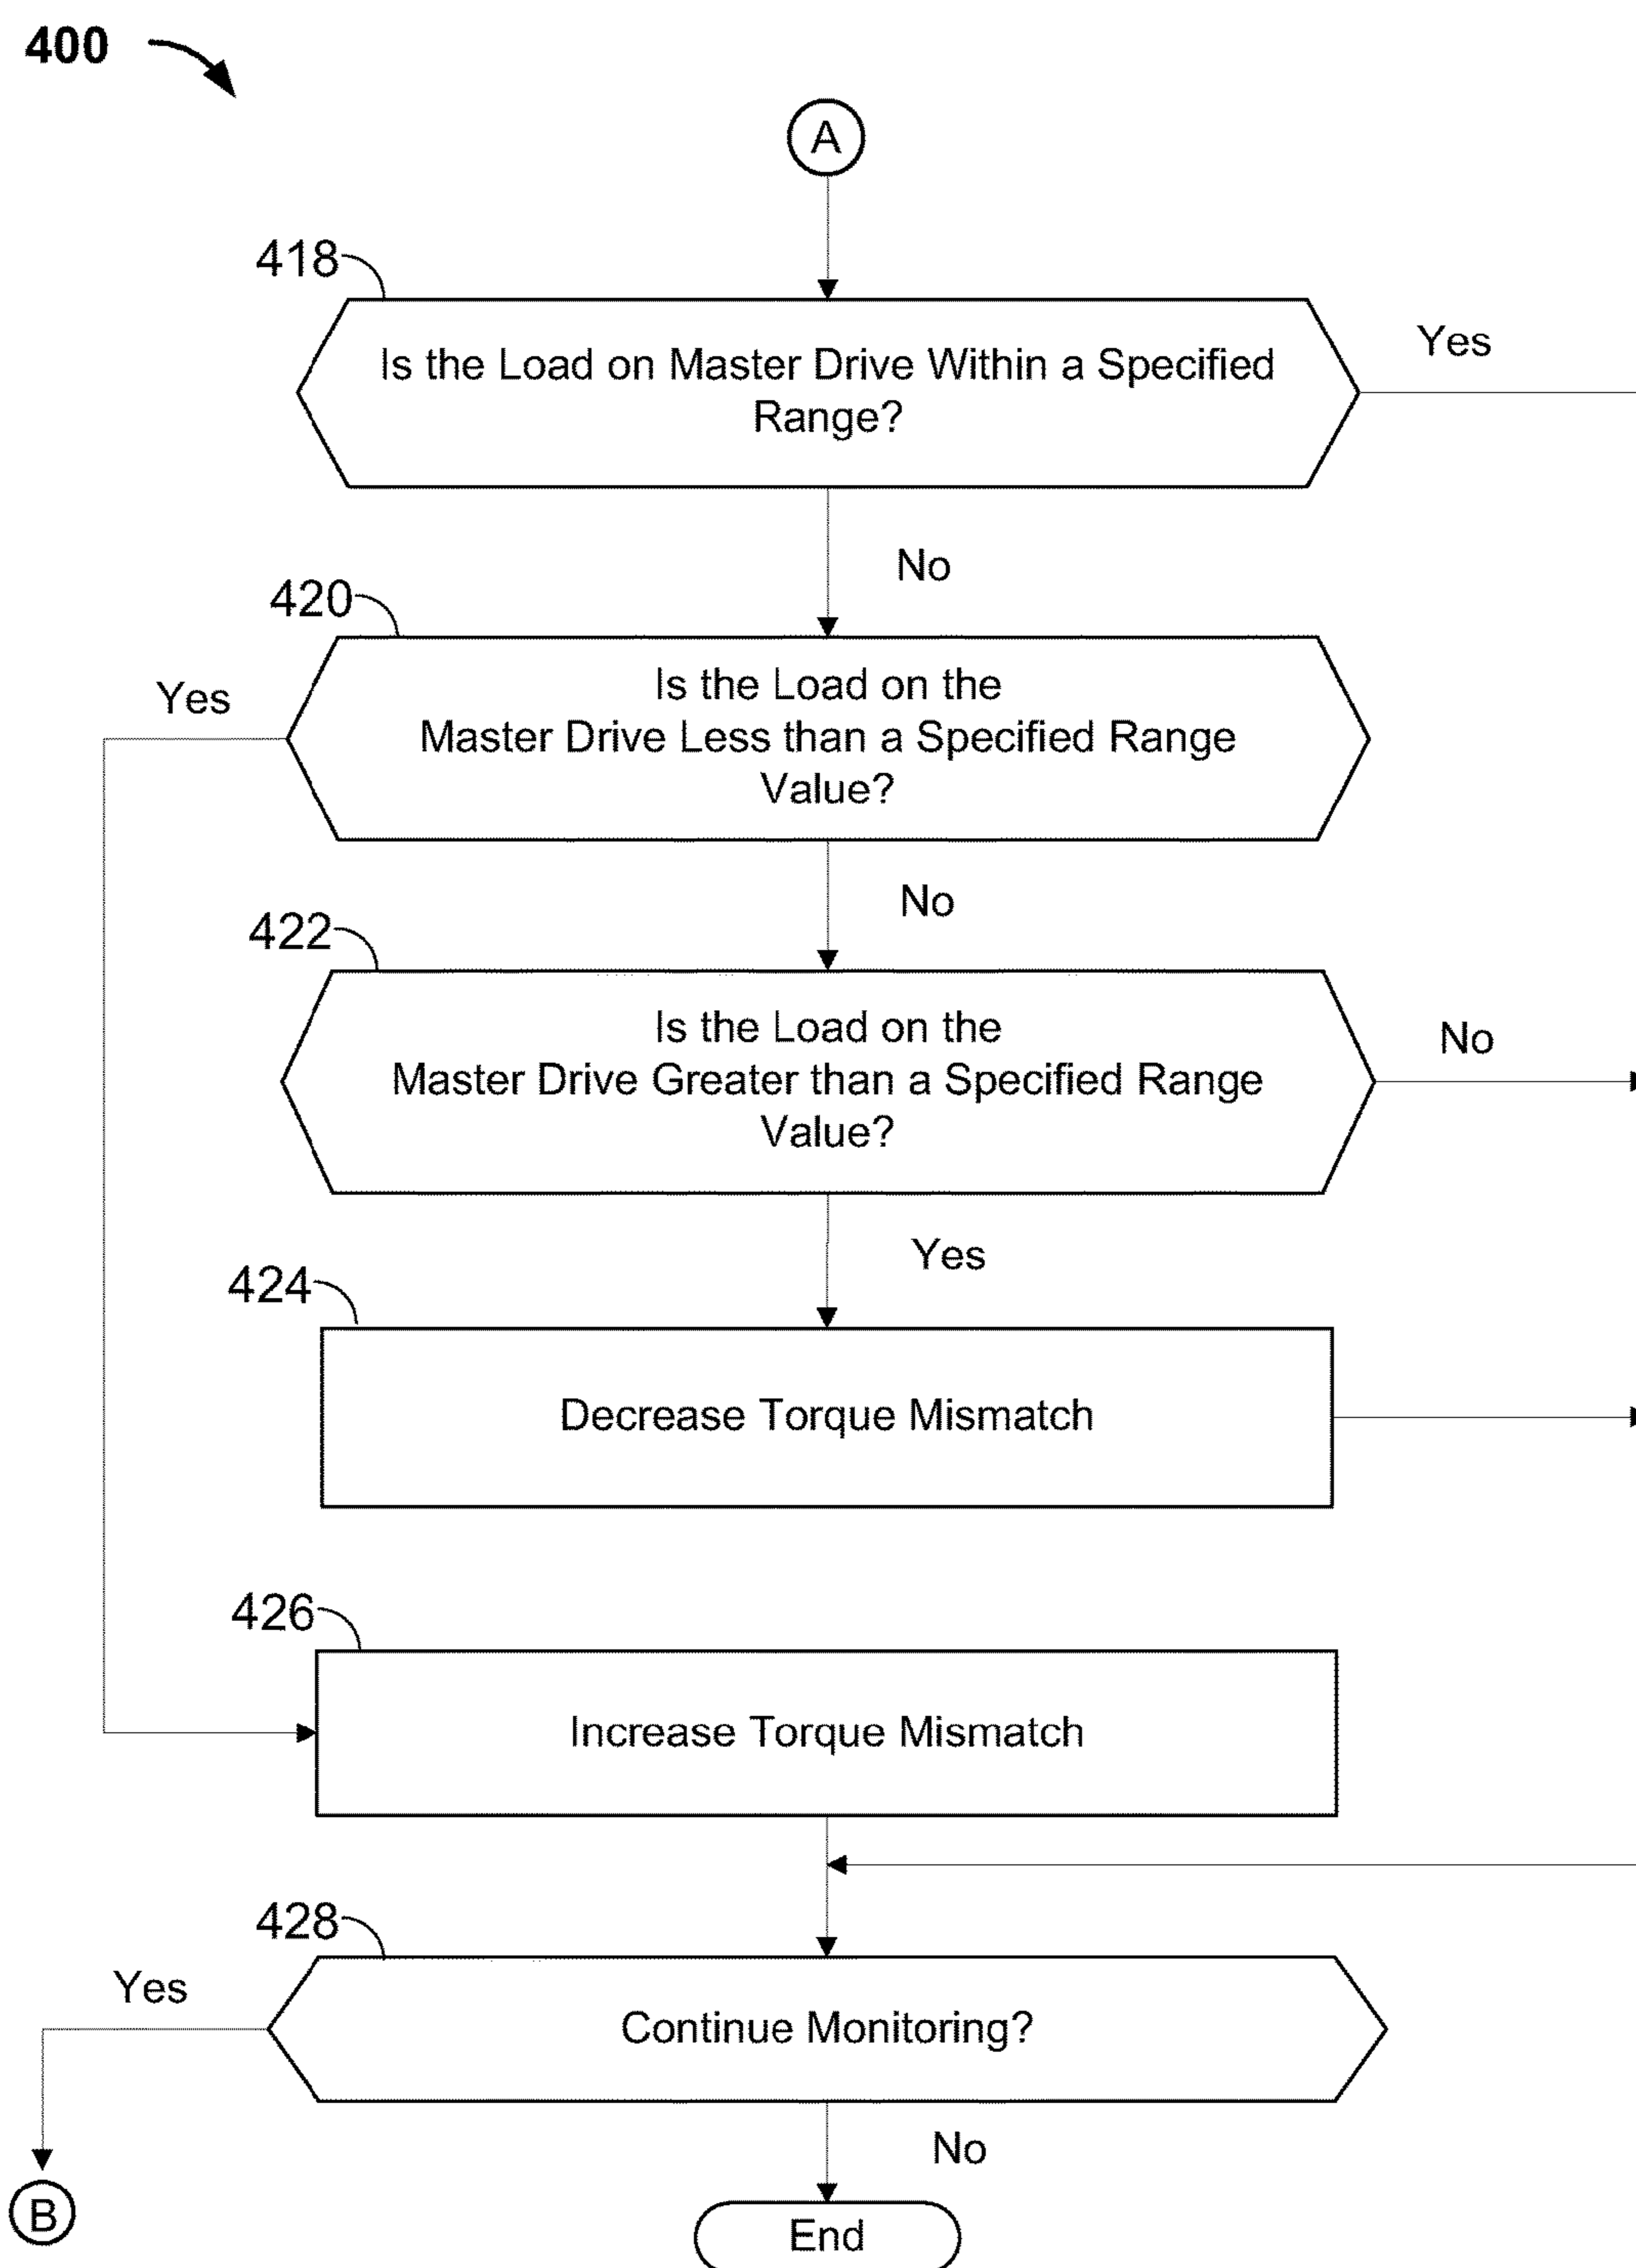 400
A
418
Is the Load on Master Drive Within a Specified
Range?
Yes
No
420
Is the Load on the
Master Drive Less than a Specified Range
Value?
Yes
No
422
Is the Load on the
Master Drive Greater than a Specified Range
Value?
No
Yes
424
Decrease Torque Mismatch
426
Increase Torque Mismatch
428
Continue Monitoring?
Yes
No
B
End